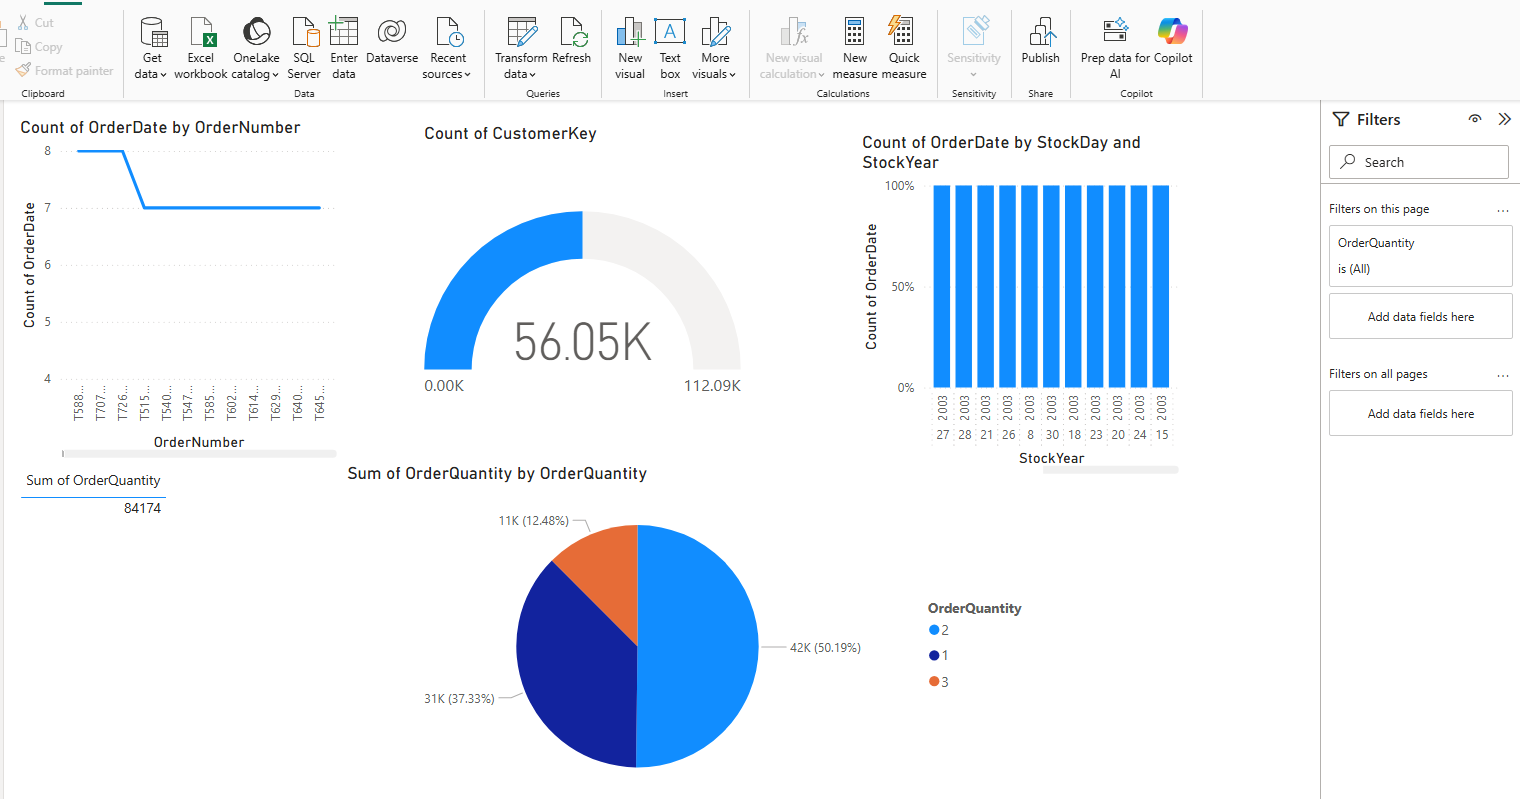 Cut
Copy
Format painter
Clipboard
Get data
Excel workbook
OneLake catalog
SQL Server
Enter data
Dataverse
Recent sources
Data
Transform data
Refresh
Queries
New visual
A
Text box
More visuals
Insert
New visual calculation
New measure
Quick measure
Calculations
Sensitivity
Sensitivity
Publish
Share
Prep data for AI
Copilot
Copilot
Count of OrderDate by OrderNumber
Count of OrderDate
8
7
6
5
4
T588...
T707...
T726...
T515...
T540...
T547...
T585...
T602...
T614...
T629...
T640...
T645...
OrderNumber
Count of CustomerKey
56.05K
0.00K
112.09K
Count of OrderDate by StockDay and
StockYear
Count of OrderDate
100%
50%
0%
2003 2003 2003 2003 2003 2003 2003 2003 2003 2003 2003
27 28 21 26 8 30 18 23 20 24 15
StockYear
Sum of OrderQuantity
84174
Sum of OrderQuantity by OrderQuantity
11K (12.48%)
42K (50.19%)
31K (37.33%)
OrderQuantity
2
1
3
Filters
Search
Filters on this page
...
OrderQuantity
is (All)
Add data fields here
Filters on all pages
...
Add data fields here